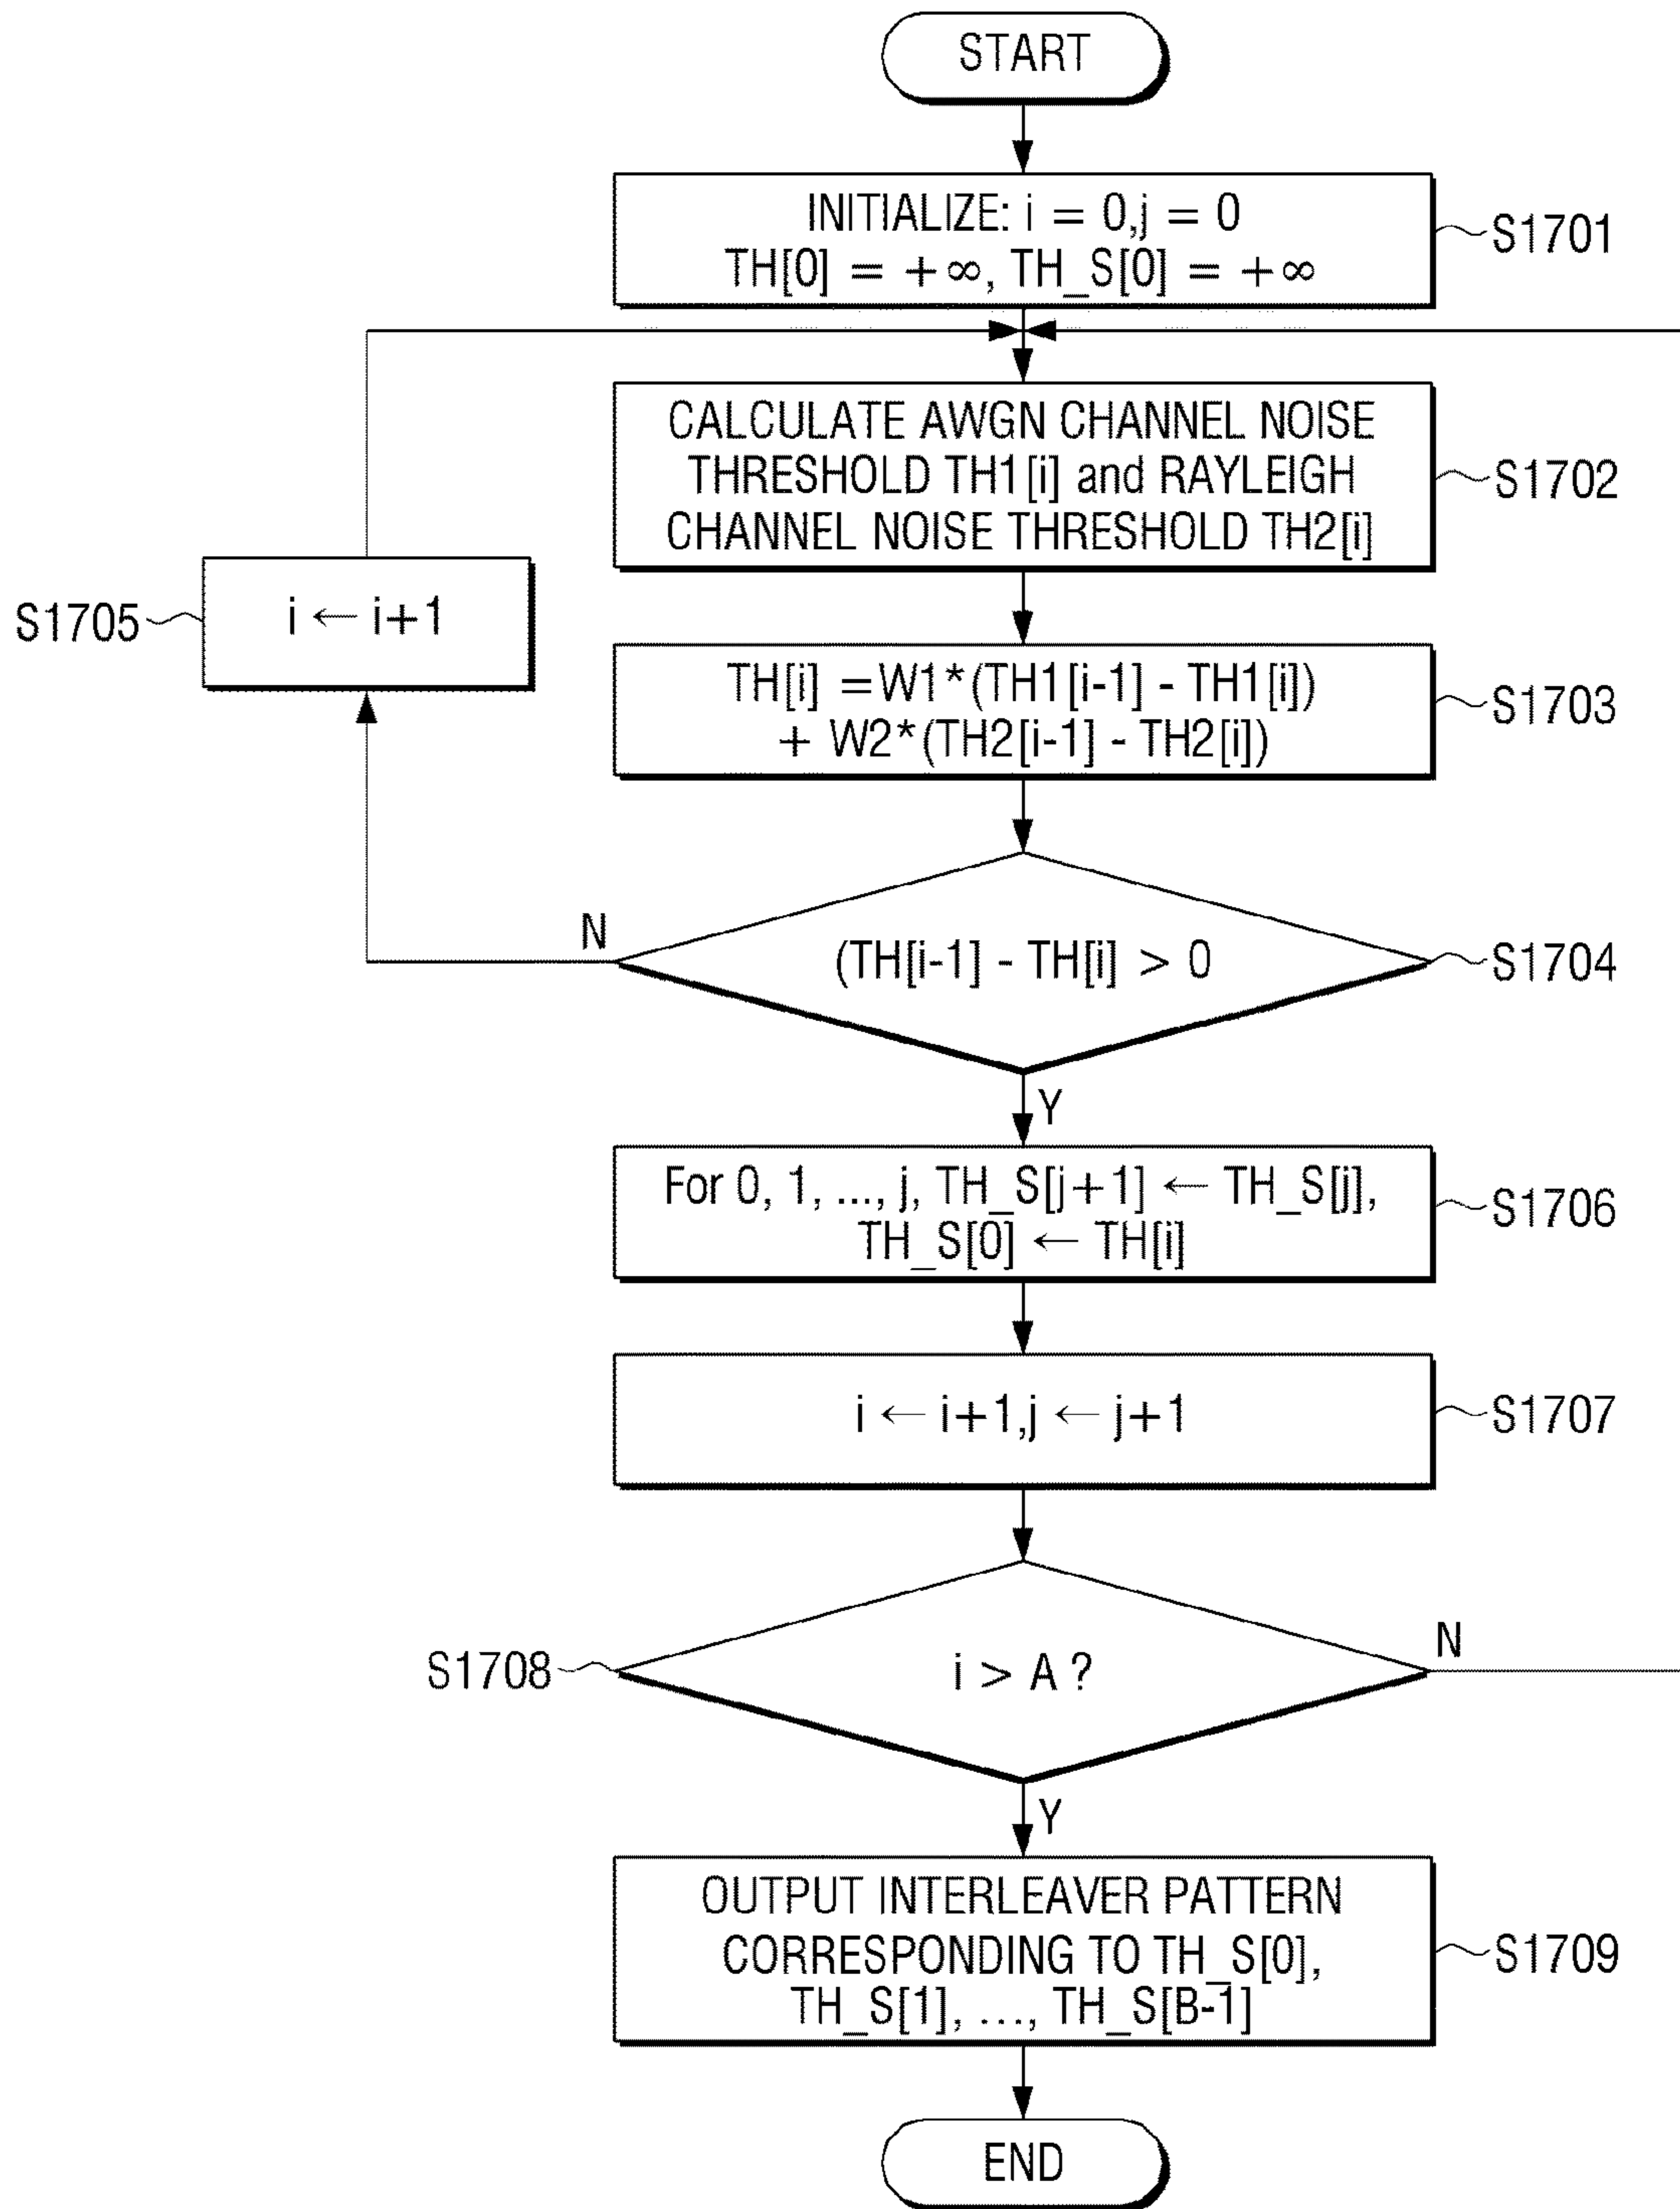 START
INITIALIZE: i = 0,j = 0
TH[0] = +∞, TH_S[0] = +∞
S1701
CALCULATE AWGN CHANNEL NOISE
THRESHOLD TH1[i] and RAYLEIGH
CHANNEL NOISE THRESHOLD TH2[i]
S1702
S1705
i ← i+1
TH[i] =W1*(TH1[i-1] - TH1[i])
+ W2*(TH2[i-1] - TH2[i])
S1703
N
(TH[i-1] - TH[i] > 0
S1704
Y
For 0, 1, ..., j, TH_S[j+1] ← TH_S[j],
TH_S[0] ← TH[i]
S1706
i ← i+1,j ← j+1
S1707
S1708
i > A ?
N
Y
OUTPUT INTERLEAVER PATTERN
CORRESPONDING TO TH_S[0],
TH_S[1], ..., TH_S[B-1]
S1709
END